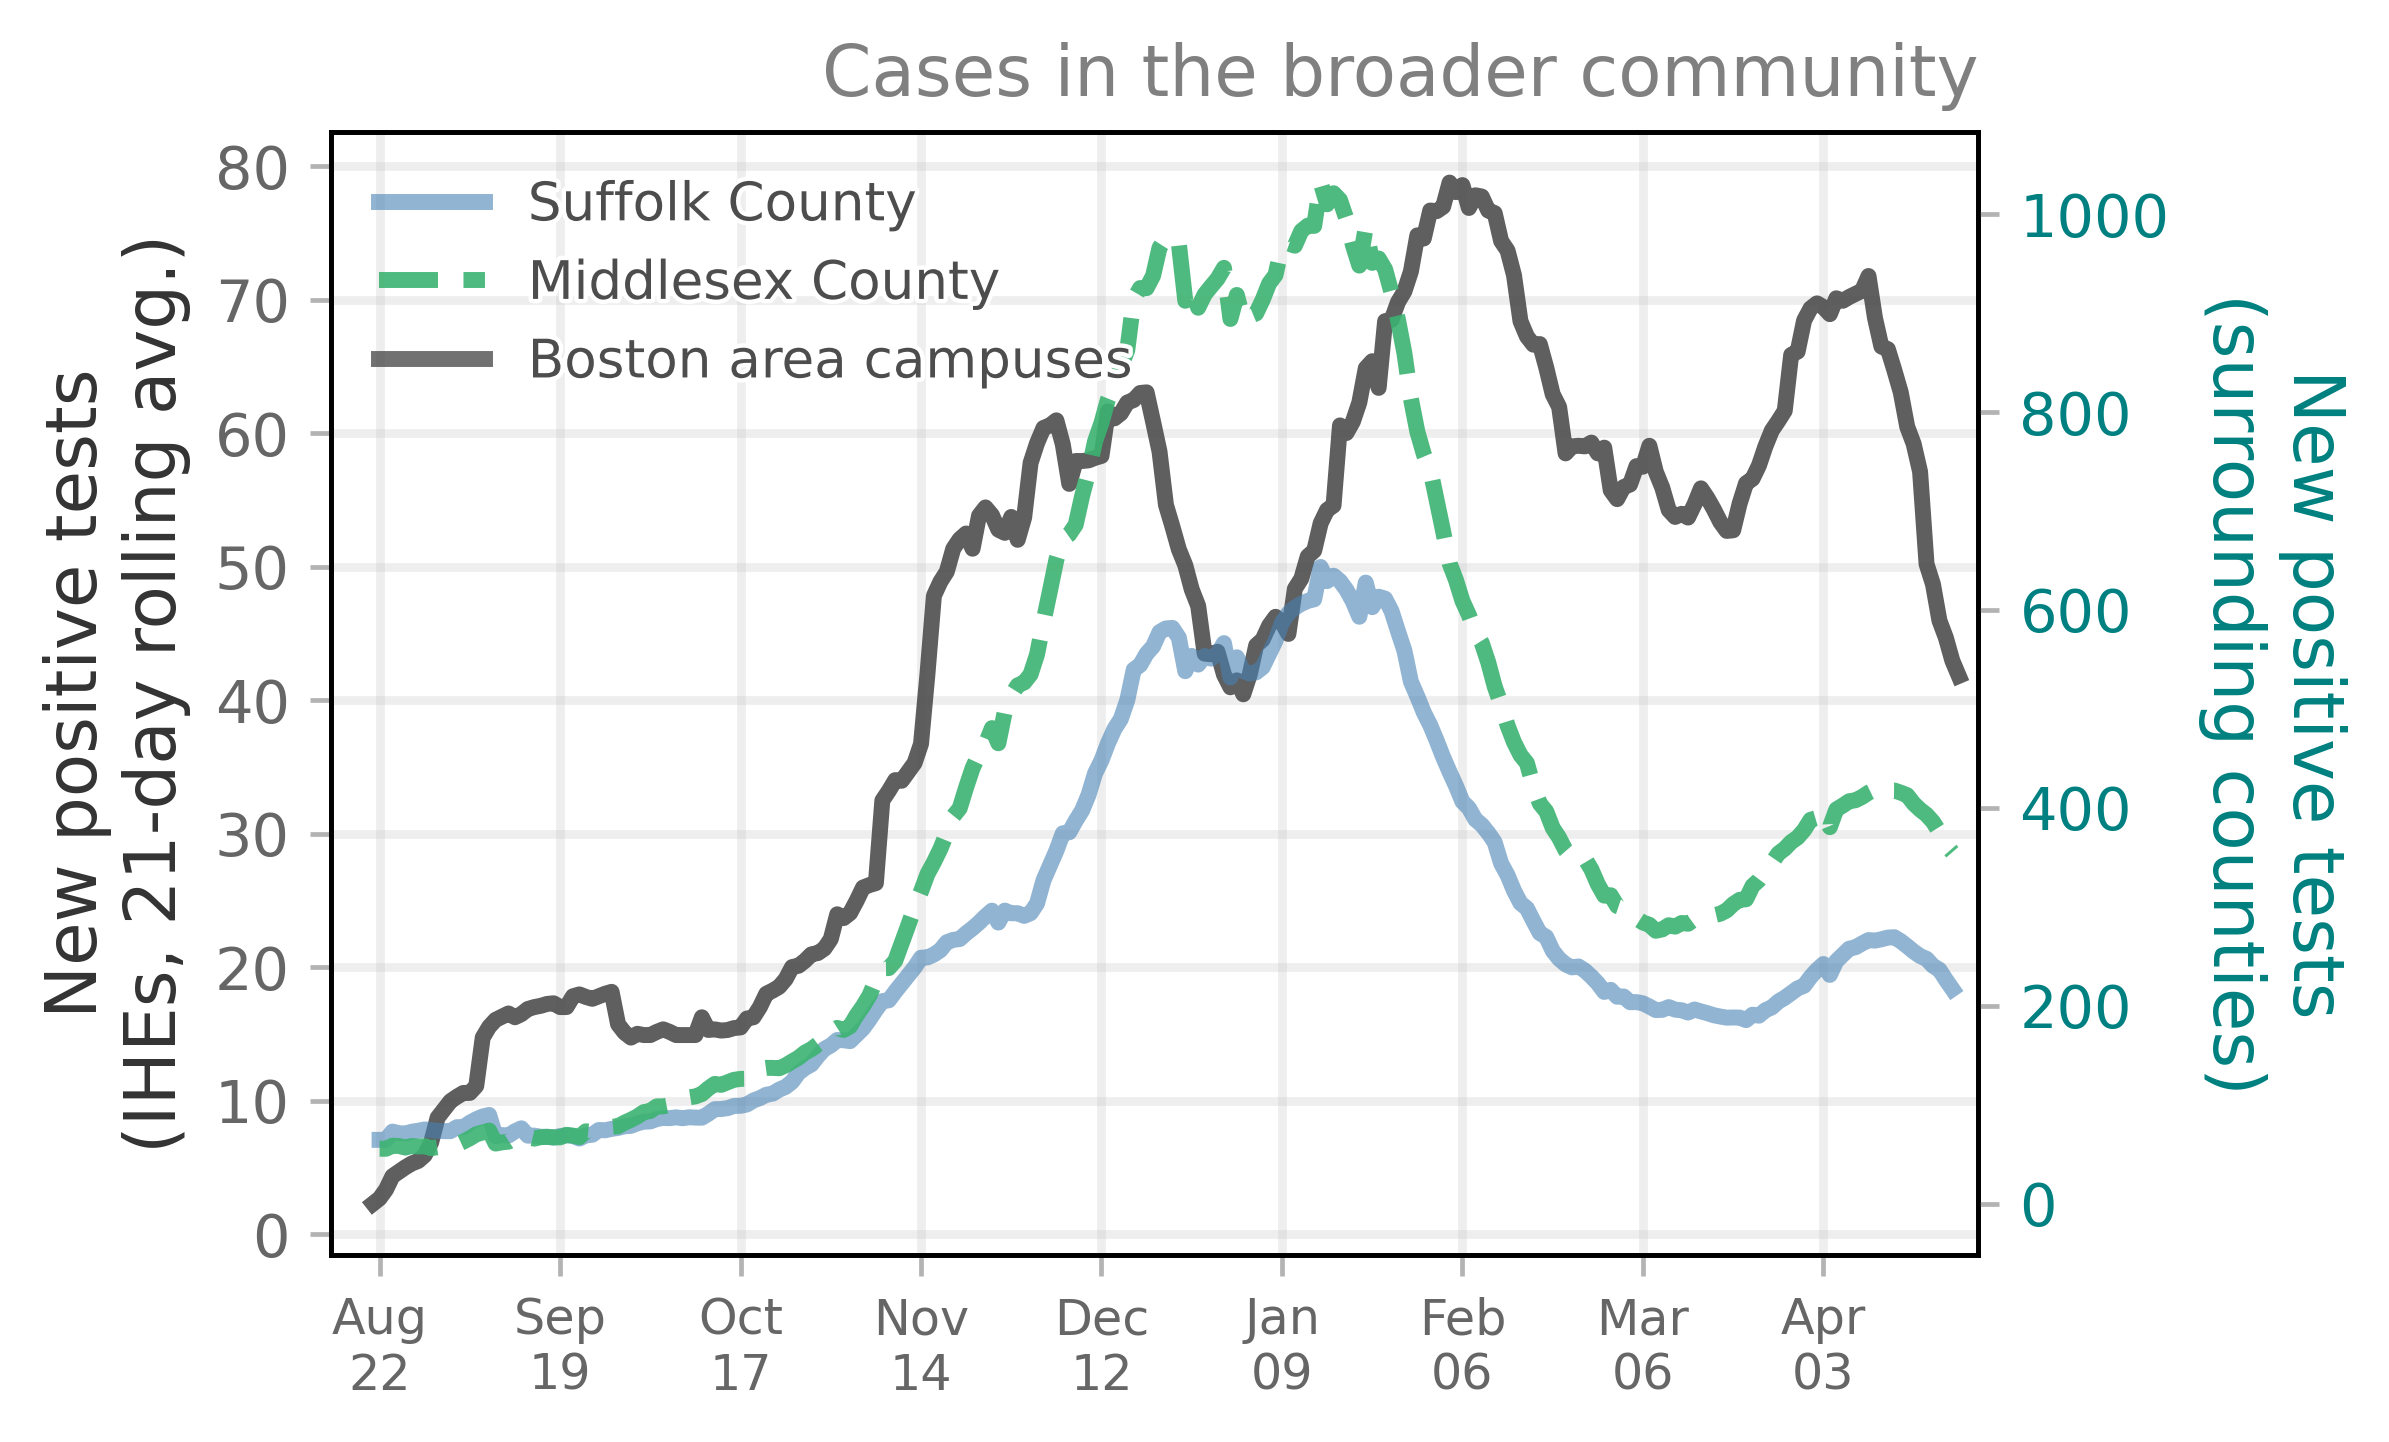 Cases in the broader community
New positive tests
(IHEs, 21-day rolling avg.)
80
70
60
50
40
30
20
10
0
Suffolk County
Middlesex County
Boston area campuses
1000
800
600
400
200
0
New positive tests
(surrounding counties)
Aug
22
Sep
19
Oct
17
Nov
14
Dec
12
Jan
09
Feb
06
Mar
06
Apr
03